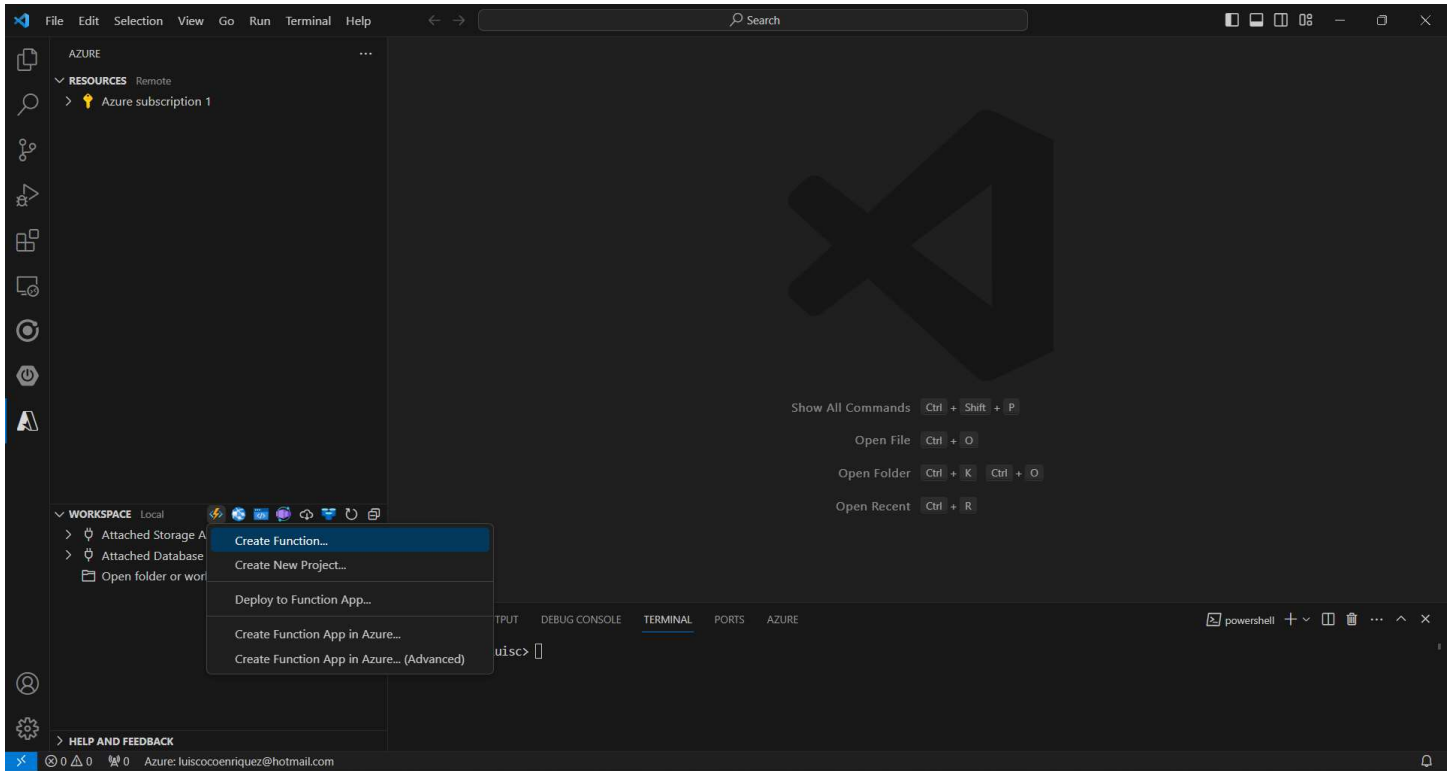 File Edit Selection View Go Run Terminal Help
Search
AZURE
RESOURCES Remote
Azure subscription 1
Show All Commands Ctrl + Shift + P
Open File Ctrl + O
Open Folder Ctrl + K Ctrl + O
Open Recent Ctrl + R
WORKSPACE Local
Attached Storage A
Attached Database
Open folder or wor
Create Function...
Create New Project...
Deploy to Function App...
Create Function App in Azure...
Create Function App in Azure... (Advanced)
TPUT DEBUG CONSOLE TERMINAL PORTS AZURE
powershell
uisc>
HELP AND FEEDBACK
0 0 0 Azure: luiscocoenriquez@hotmail.com